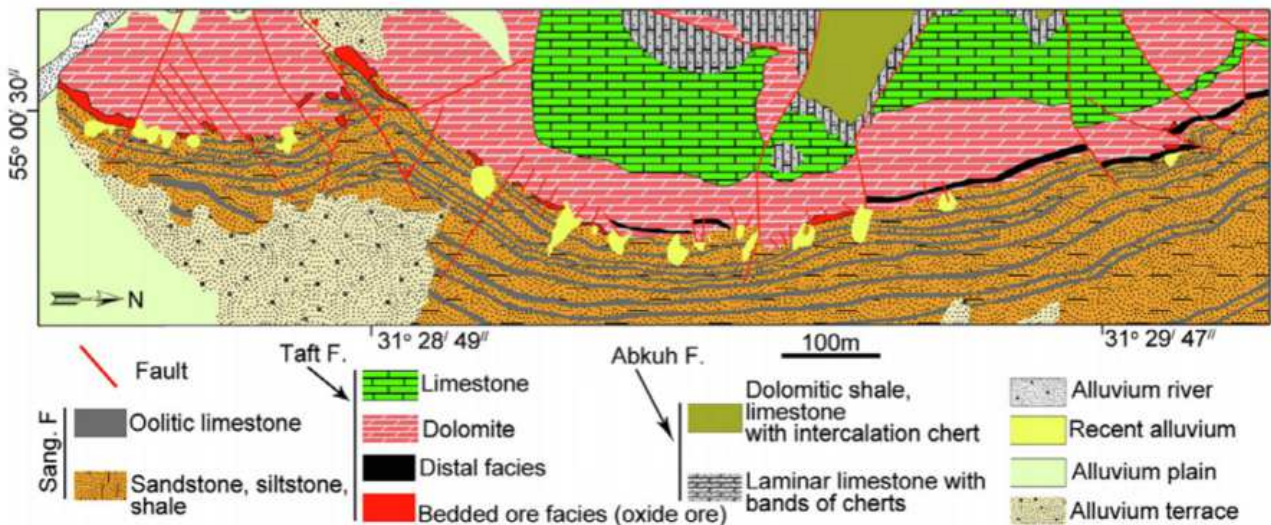 55° 00′ 30″
N
31° 28′ 49″
31° 29′ 47″
100m
Fault
Sang. F
Oolitic limestone
Sandstone, siltstone,
shale
Taft F.
Limestone
Dolomite
Distal facies
Bedded ore facies (oxide ore)
Abkuh F.
Dolomitic shale,
limestone
with intercalation chert
Laminar limestone with
bands of cherts
Alluvium river
Recent alluvium
Alluvium plain
Alluvium terrace